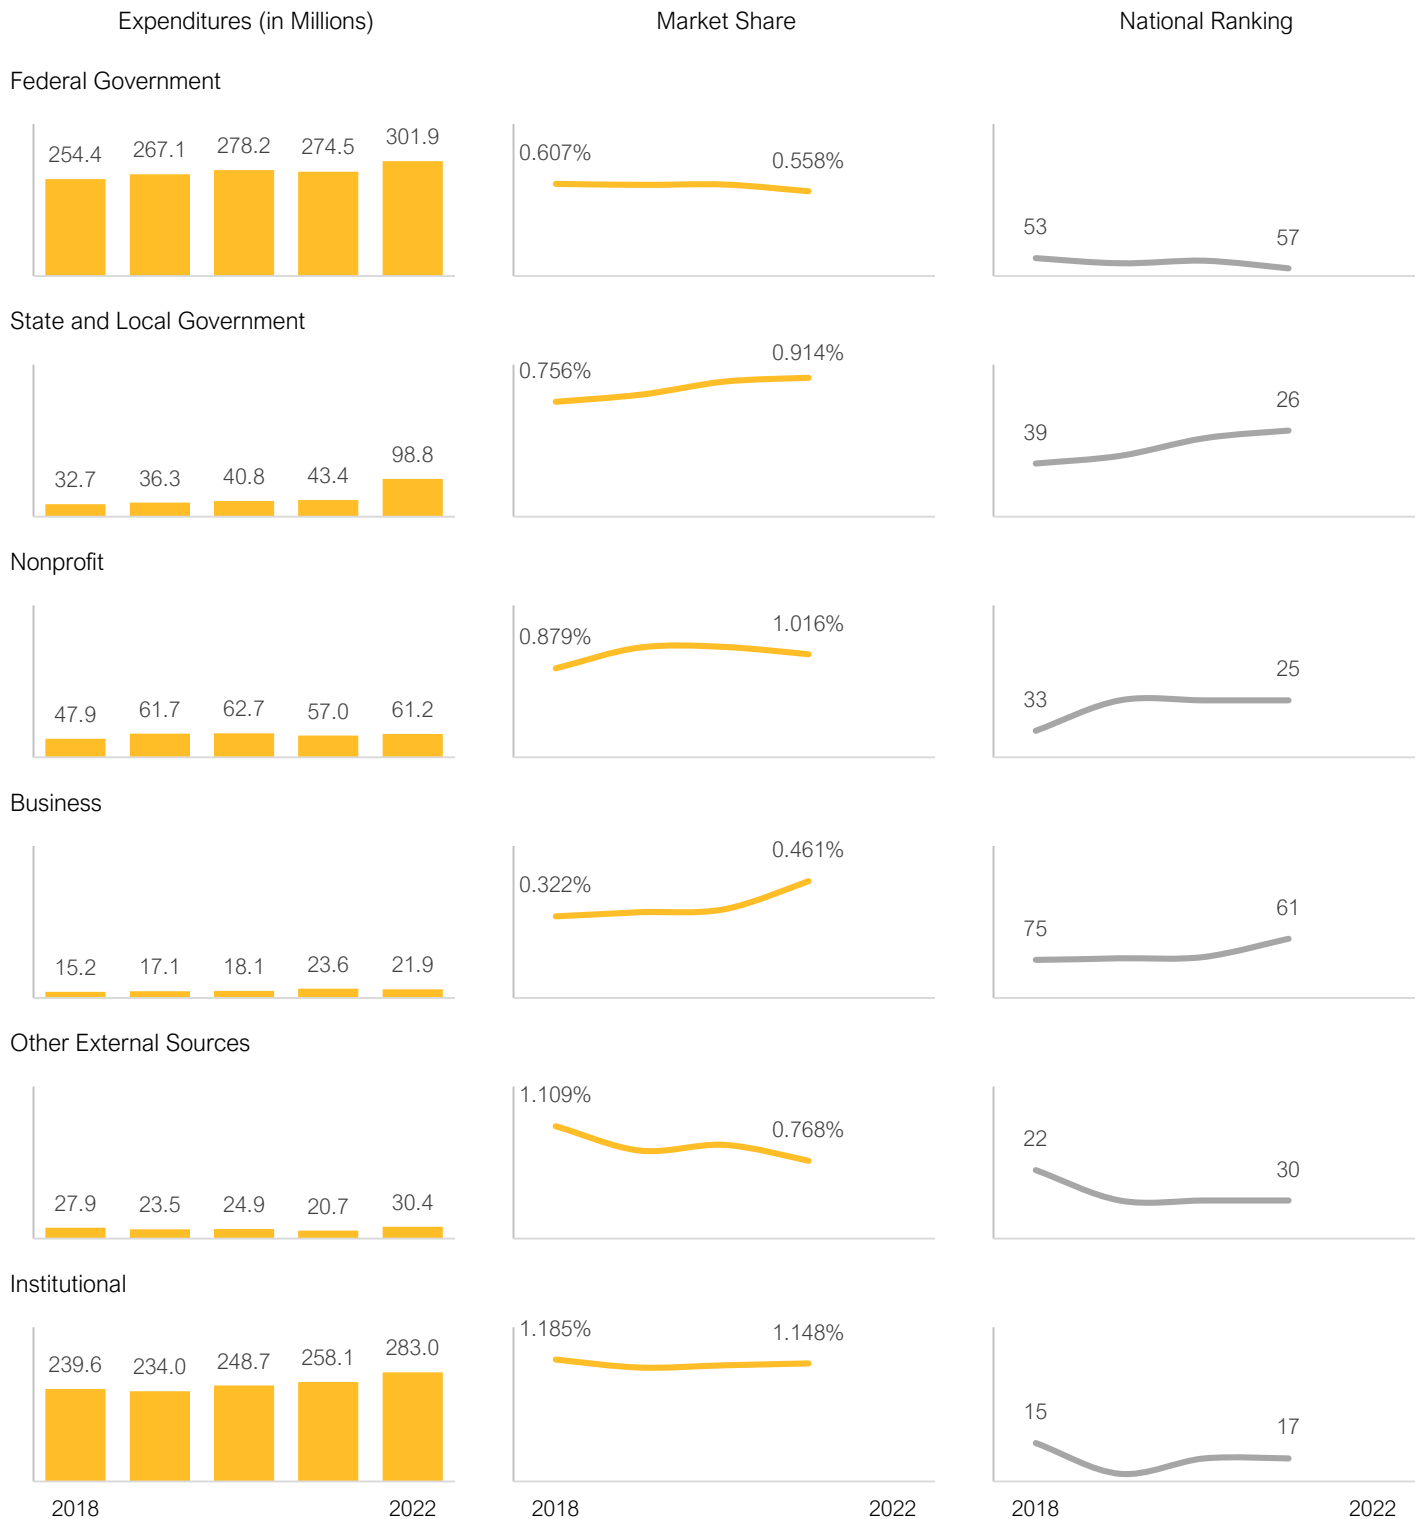 Expenditures (in Millions) Market Share National Ranking
Federal Government
254.4 267.1 278.2 274.5 301.9
0.607% 0.558%
53 57
State and Local Government
32.7 36.3 40.8 43.4 98.8
0.756% 0.914%
39 26
Nonprofit
47.9 61.7 62.7 57.0 61.2
0.879% 1.016%
33 25
Business
15.2 17.1 18.1 23.6 21.9
0.322% 0.461%
75 61
Other External Sources
27.9 23.5 24.9 20.7 30.4
1.109% 0.768%
22 30
Institutional
239.6 234.0 248.7 258.1 283.0
1.185% 1.148%
15 17
2018 2022 2018 2022 2018 2022